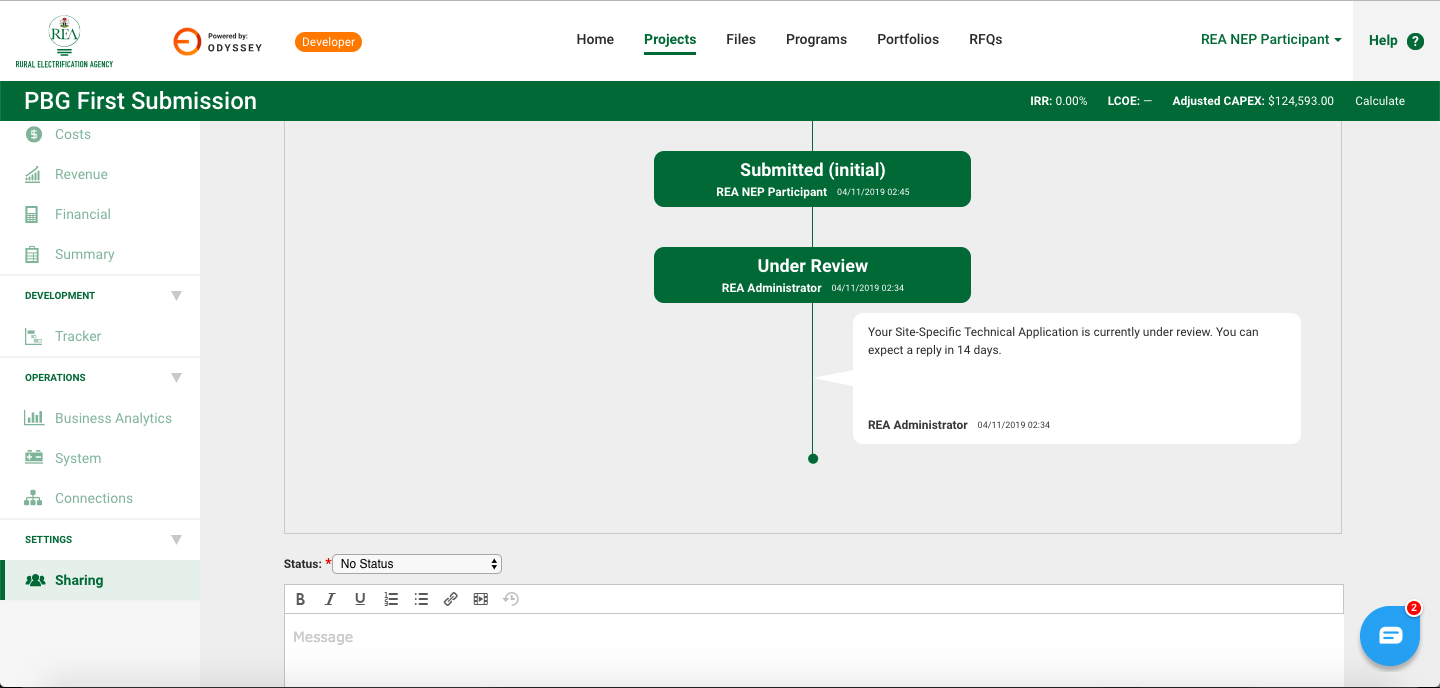 REA
RURAL ELECTRIFICATION AGENCY
Powered by:
ODYSSEY
Developer
Home
Projects
Files
Programs
Portfolios
RFQs
REA NEP Participant
Help ?
PBG First Submission
IRR: 0.00%
LCOE: —
Adjusted CAPEX: $124,593.00
Calculate
Costs
Revenue
Financial
Summary
DEVELOPMENT
Tracker
OPERATIONS
Business Analytics
System
Connections
SETTINGS
Sharing
Submitted (initial)
REA NEP Participant 04/11/2019 02:45
Under Review
REA Administrator 04/11/2019 02:34
Your Site-Specific Technical Application is currently under review. You can
expect a reply in 14 days.
REA Administrator 04/11/2019 02:34
Status: * No Status
B I U
Message
2